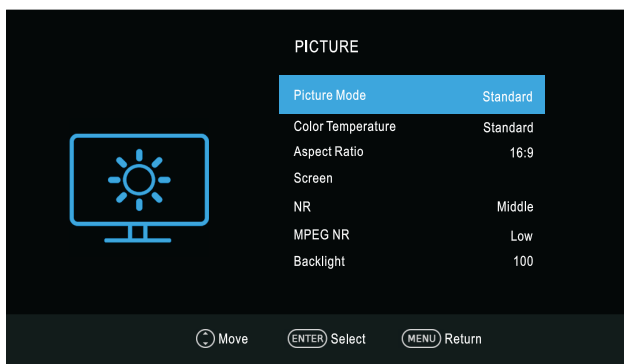 PICTURE
Picture Mode Standard
Color Temperature Standard
Aspect Ratio 16:9
Screen
NR Middle
MPEG NR Low
Backlight 100
Move ENTER Select MENU Return